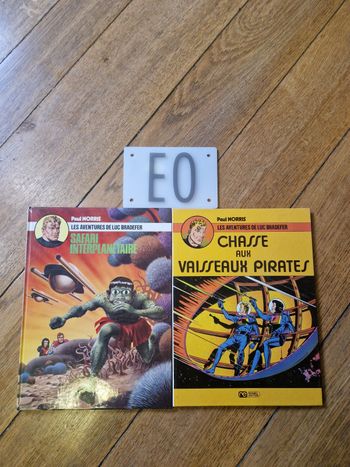 EO
Paul NORRIS
LES AVENTURES DE LUC BRADEFER
SAFARI
INTERPLANÉTAIRE
Paul NORRIS
LES AVENTURES DE LUC BRADEFER
CHASSE
AUX
VAISSEAUX PIRATES